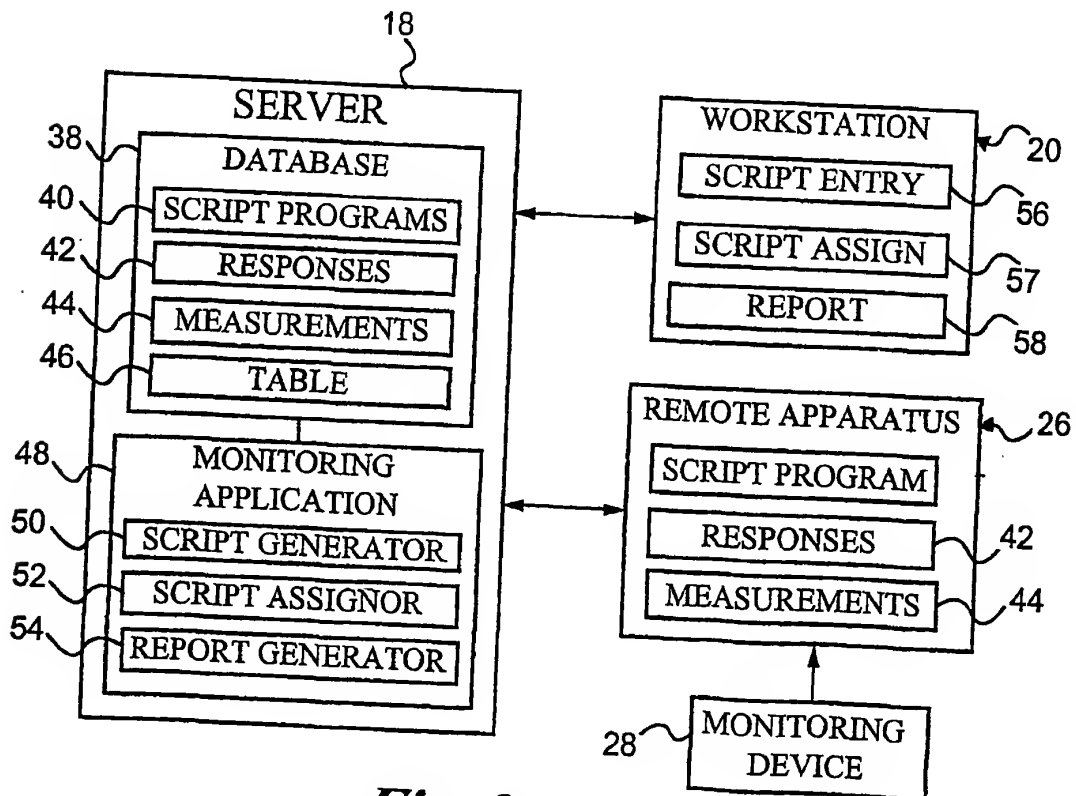 18
SERVER
38
DATABASE
40
SCRIPT PROGRAMS
42
RESPONSES
44
MEASUREMENTS
46
TABLE
48
MONITORING
APPLICATION
50
SCRIPT GENERATOR
52
SCRIPT ASSIGNOR
54
REPORT GENERATOR
WORKSTATION
20
SCRIPT ENTRY
56
SCRIPT ASSIGN
57
REPORT
58
REMOTE APPARATUS
26
SCRIPT PROGRAM
RESPONSES
42
MEASUREMENTS
44
28
MONITORING
DEVICE